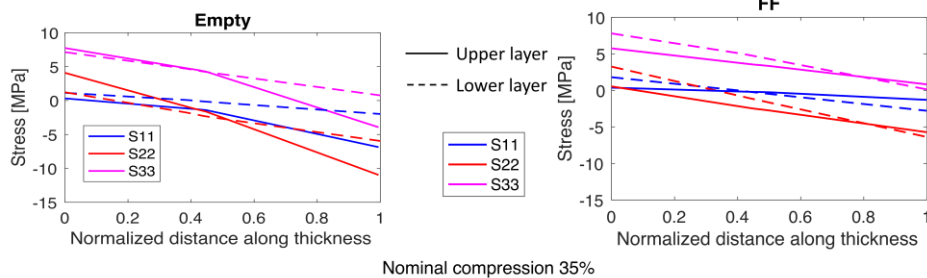 Empty
Stress [MPa]
10
5
0
-5
-10
-15
S11
S22
S33
0 0.2 0.4 0.6 0.8 1
Normalized distance along thickness
Upper layer
Lower layer
S11
S22
S33
FF
Stress [MPa]
10
5
0
-5
-10
-15
0 0.2 0.4 0.6 0.8 1
Normalized distance along thickness
Nominal compression 35%